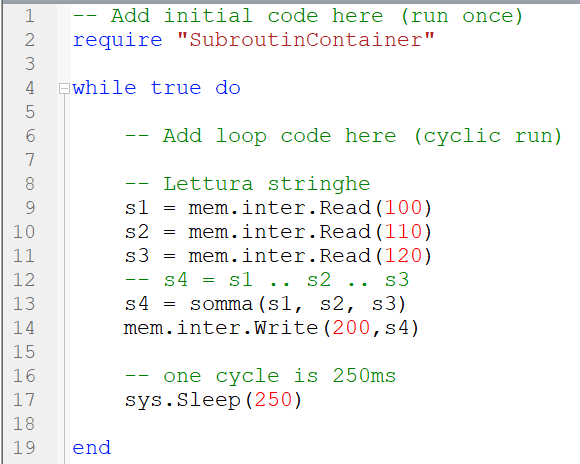 1 -- Add initial code here (run once)
2 require "SubroutinContainer"
3
4 while true do
5
6 -- Add loop code here (cyclic run)
7
8 -- Lettura stringhe
9 s1 = mem.inter.Read(100)
10 s2 = mem.inter.Read(110)
11 s3 = mem.inter.Read(120)
12 -- s4 = s1 .. s2 .. s3
13 s4 = somma(s1, s2, s3)
14 mem.inter.Write(200,s4)
15
16 -- one cycle is 250ms
17 sys.Sleep(250)
18
19 end